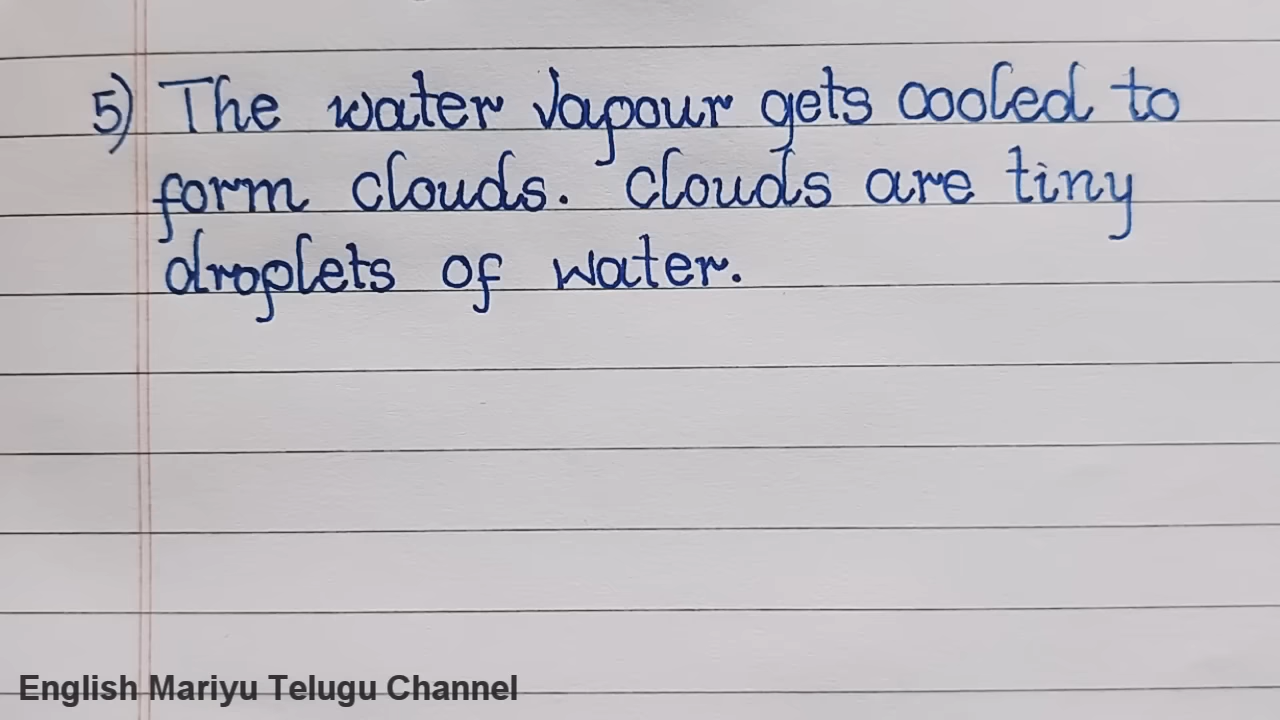 5) The water vapour gets cooled to
form clouds. Clouds are tiny
droplets of water.
English Mariyu Telugu Channel